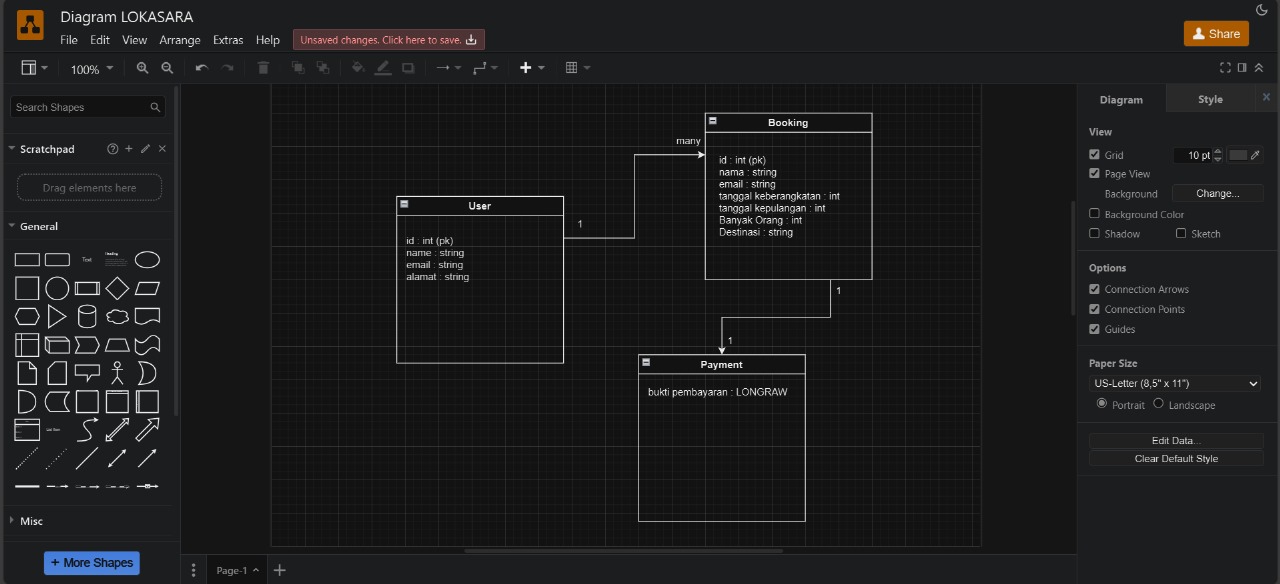 Diagram LOKASARA
File Edit View Arrange Extras Help
Unsaved changes. Click here to save.
Share
100%
Search Shapes
Scratchpad
Drag elements here
General
Text
Heading
List Item
Misc
+ More Shapes
Booking
many
id : int (pk)
nama : string
email : string
tanggal keberangkatan : int
tanggal kepulangan : int
Banyak Orang : int
Destinasi : string
User
1
id : int (pk)
name : string
email : string
alamat : string
1
1
Payment
bukti pembayaran : LONGRAW
Page-1
Diagram Style
View
Grid 10 pt
Page View
Background Change...
Background Color
Shadow Sketch
Options
Connection Arrows
Connection Points
Guides
Paper Size
US-Letter (8,5" x 11")
Portrait Landscape
Edit Data...
Clear Default Style